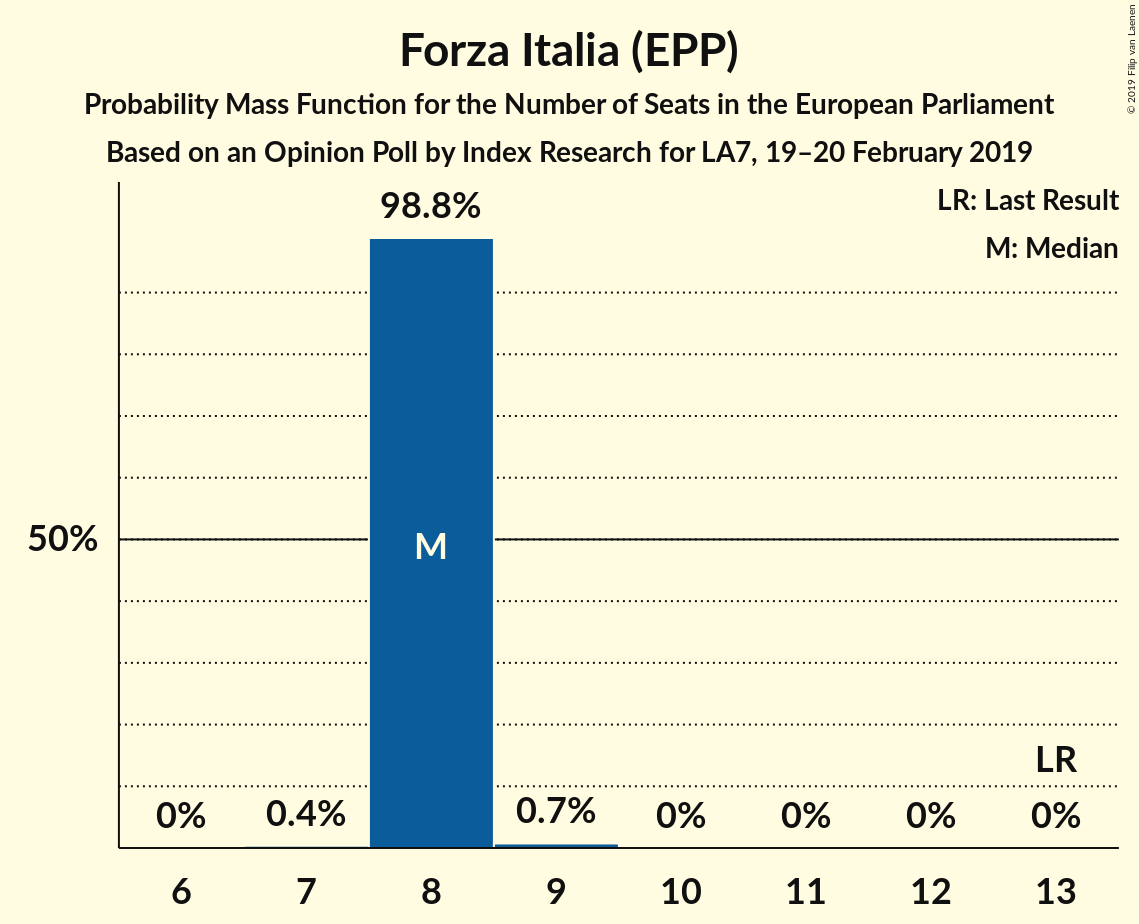 Forza Italia (EPP)
Probability Mass Function for the Number of Seats in the European Parliament
Based on an Opinion Poll by Index Research for LA7, 19–20 February 2019
© 2019 Filip van Laenen
LR: Last Result
M: Median
98.8%
50%
M
LR
0% 0.4% 0.7% 0% 0% 0% 0%
6 7 8 9 10 11 12 13